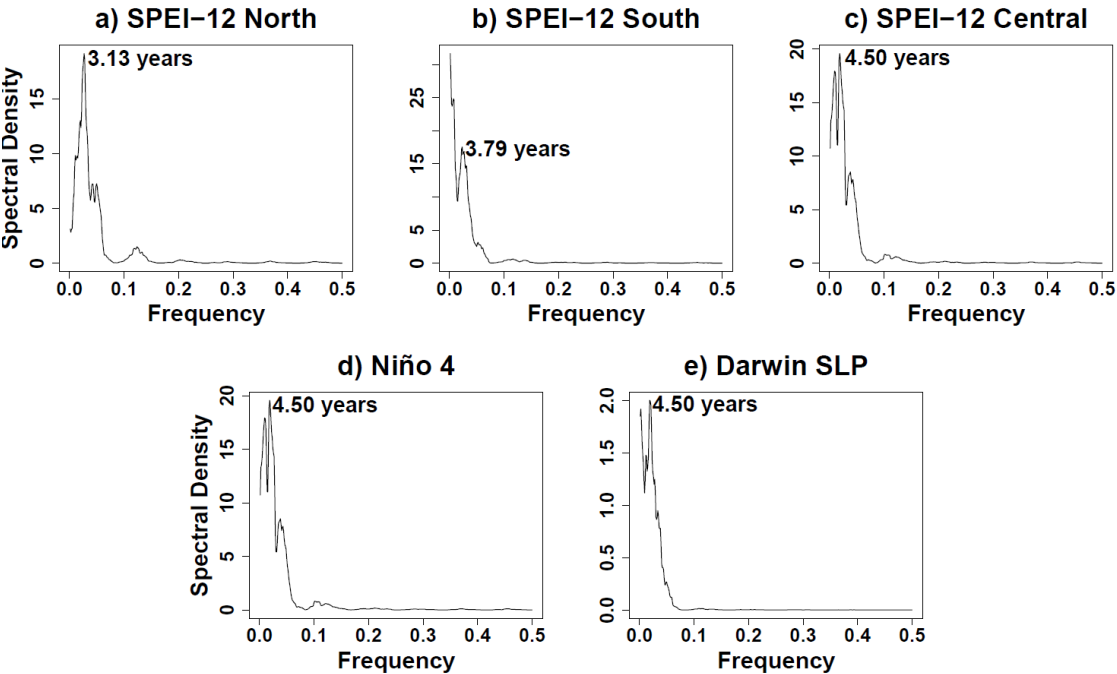 a) SPEI−12 North
b) SPEI−12 South
c) SPEI−12 Central
3.13 years
3.79 years
4.50 years
Spectral Density
0
5
10
15
0.0 0.1 0.2 0.3 0.4 0.5
Frequency
0
5
15
25
0.0 0.1 0.2 0.3 0.4 0.5
Frequency
0
5
10
15
20
0.0 0.1 0.2 0.3 0.4 0.5
Frequency
d) Niño 4
e) Darwin SLP
4.50 years
4.50 years
Spectral Density
0
5
10
15
20
0.0 0.1 0.2 0.3 0.4 0.5
Frequency
0.0
0.5
1.0
1.5
2.0
0.0 0.1 0.2 0.3 0.4 0.5
Frequency